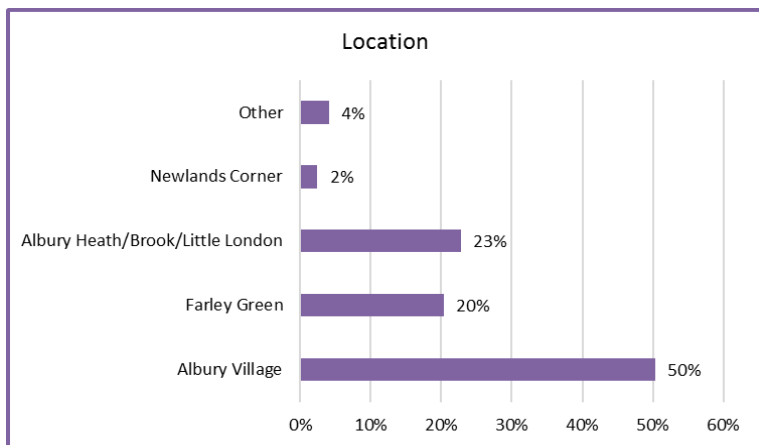 Location
Other 4%
Newlands Corner 2%
Albury Heath/Brook/Little London 23%
Farley Green 20%
Albury Village 50%
0% 10% 20% 30% 40% 50% 60%